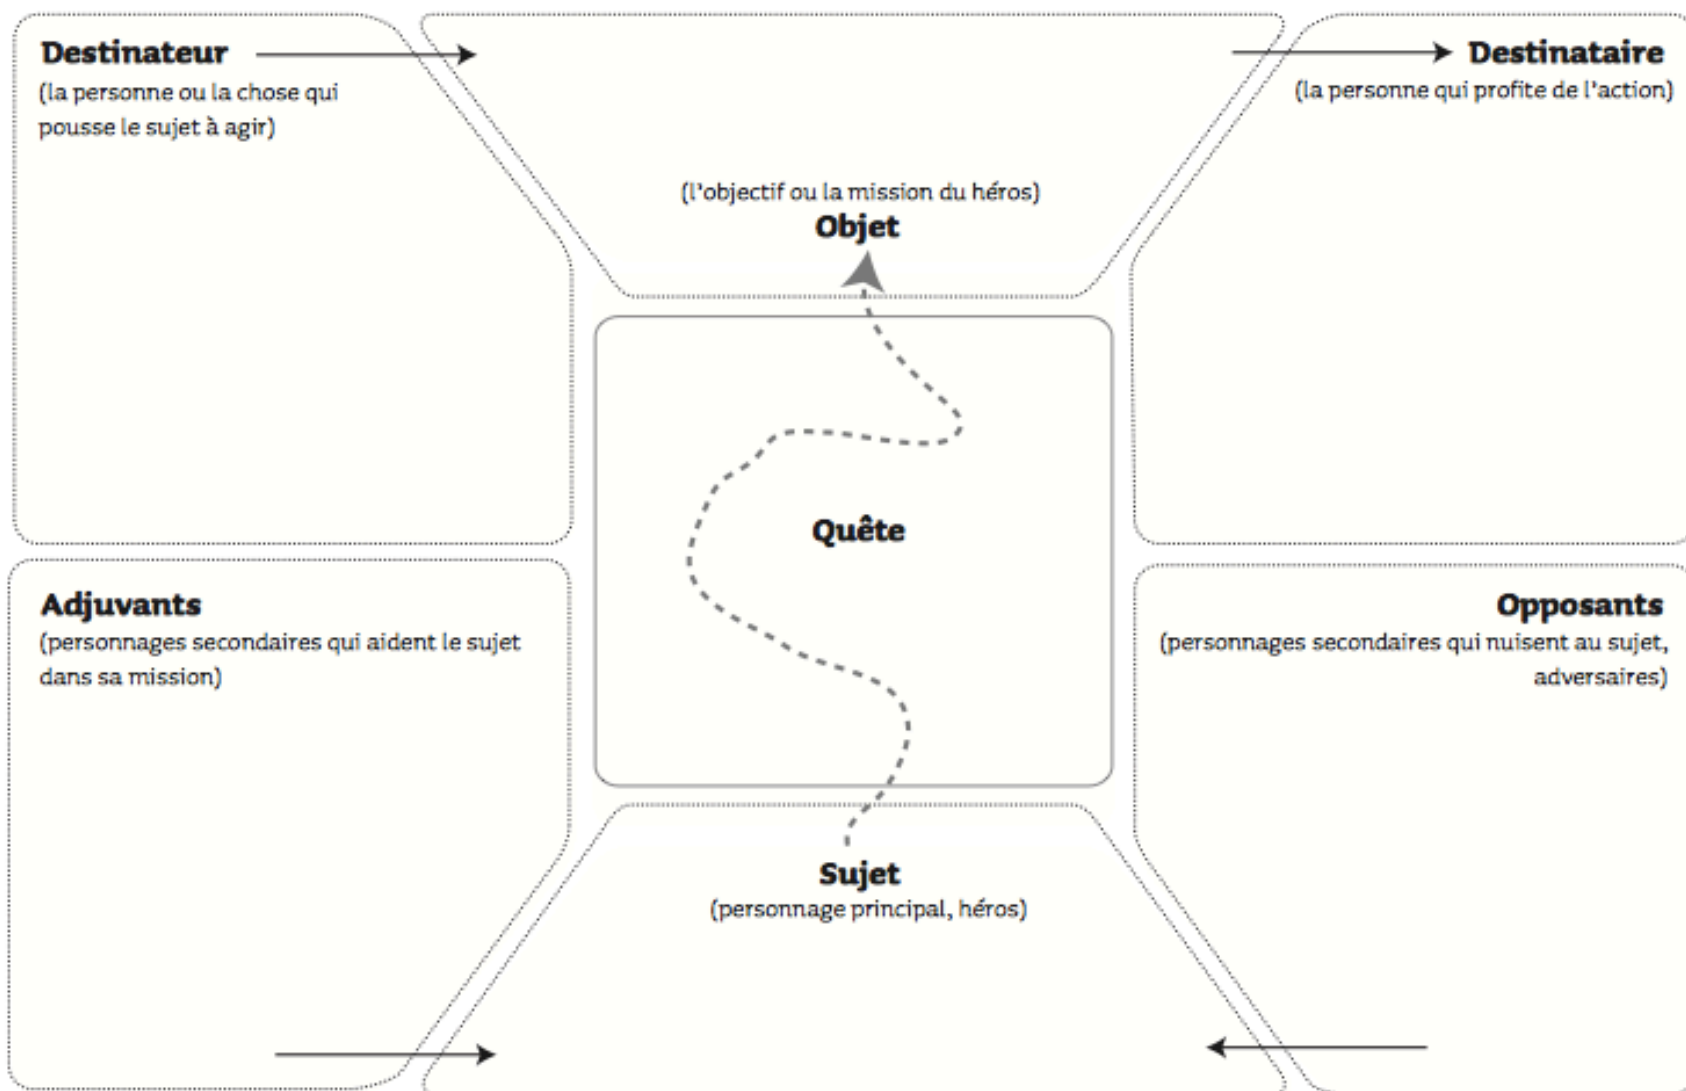 Destinateur
(la personne ou la chose qui
pousse le sujet à agir)
Destinataire
(la personne qui profite de l'action)
(l'objectif ou la mission du héros)
Objet
Quête
Adjuvants
(personnages secondaires qui aident le sujet
dans sa mission)
Opposants
(personnages secondaires qui nuisent au sujet,
adversaires)
Sujet
(personnage principal, héros)